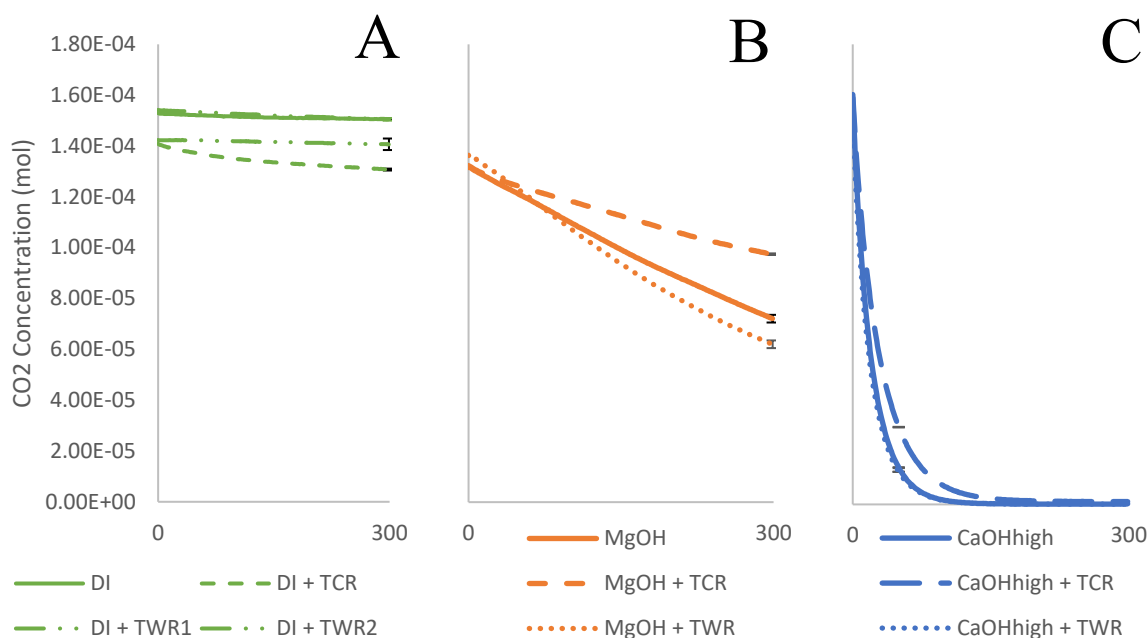 A
B
C
CO2 Concentration (mol)
1.80E-04
1.60E-04
1.40E-04
1.20E-04
1.00E-04
8.00E-05
6.00E-05
4.00E-05
2.00E-05
0.00E+00
0 300
0 300
0 300
DI
DI + TCR
DI + TWR1
DI + TWR2
MgOH
MgOH + TCR
MgOH + TWR
CaOHhigh
CaOHhigh + TCR
CaOHhigh + TWR